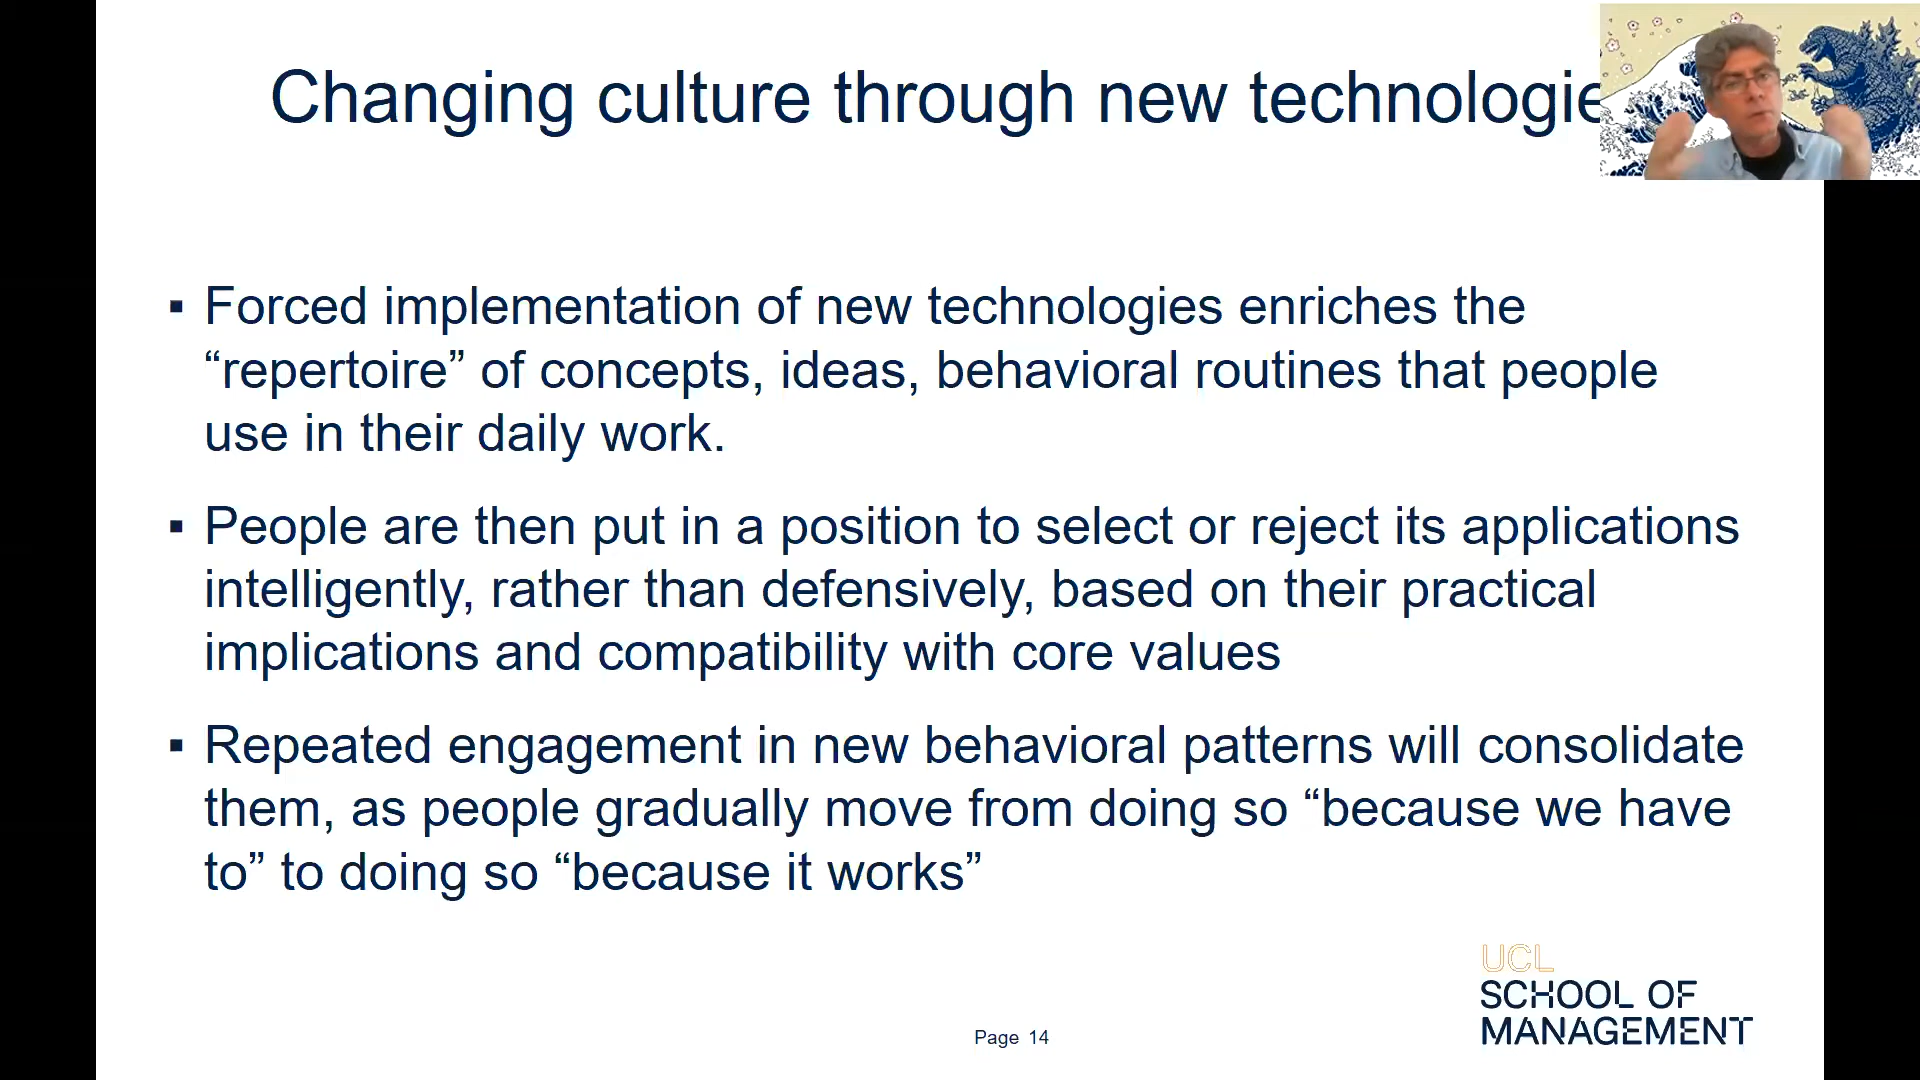 Changing culture through new technologie
▪ Forced implementation of new technologies enriches the
“repertoire” of concepts, ideas, behavioral routines that people
use in their daily work.
▪ People are then put in a position to select or reject its applications
intelligently, rather than defensively, based on their practical
implications and compatibility with core values
▪ Repeated engagement in new behavioral patterns will consolidate
them, as people gradually move from doing so “because we have
to” to doing so “because it works”
UCL
SCHOOL OF
MANAGEMENT
Page 14